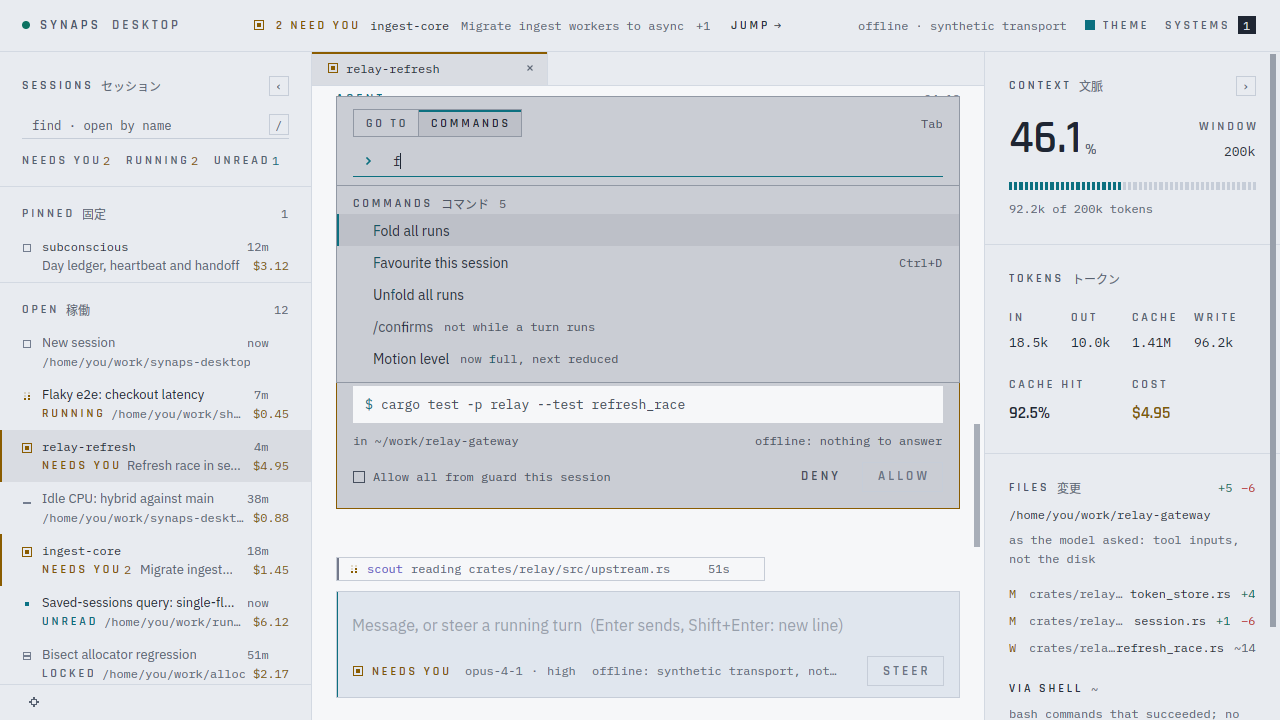 SYNAPS DESKTOP
2 NEED YOU ingest-core Migrate ingest workers to async +1 JUMP →
offline · synthetic transport THEME SYSTEMS 1
SESSIONS セッション ‹
find · open by name /
NEEDS YOU 2 RUNNING 2 UNREAD 1
PINNED 固定 1
subconscious 12m
Day ledger, heartbeat and handoff $3.12
OPEN 稼働 12
New session now
/home/you/work/synaps-desktop
Flaky e2e: checkout latency 7m
RUNNING /home/you/work/sh… $0.45
relay-refresh 4m
NEEDS YOU Refresh race in se… $4.95
Idle CPU: hybrid against main 38m
/home/you/work/synaps-deskt… $0.88
ingest-core 18m
NEEDS YOU 2 Migrate ingest… $1.45
Saved-sessions query: single-fl… now
UNREAD /home/you/work/run… $6.12
Bisect allocator regression 51m
LOCKED /home/you/work/alloc $2.17
relay-refresh ×
GO TO COMMANDS Tab
› f
COMMANDS コマンド 5
Fold all runs
Favourite this session Ctrl+D
Unfold all runs
/confirms not while a turn runs
Motion level now full, next reduced
$ cargo test -p relay --test refresh_race
in ~/work/relay-gateway offline: nothing to answer
Allow all from guard this session DENY ALLOW
scout reading crates/relay/src/upstream.rs 51s
Message, or steer a running turn (Enter sends, Shift+Enter: new line)
NEEDS YOU opus-4-1 · high offline: synthetic transport, not… STEER
CONTEXT 文脈 ›
46.1% WINDOW
200k
92.2k of 200k tokens
TOKENS トークン
IN OUT CACHE WRITE
18.5k 10.0k 1.41M 96.2k
CACHE HIT COST
92.5% $4.95
FILES 変更 +5 −6
/home/you/work/relay-gateway
as the model asked: tool inputs,
not the disk
M crates/relay… token_store.rs +4
M crates/relay… session.rs +1 −6
W crates/rela…refresh_race.rs ~14
VIA SHELL ~
bash commands that succeeded; no